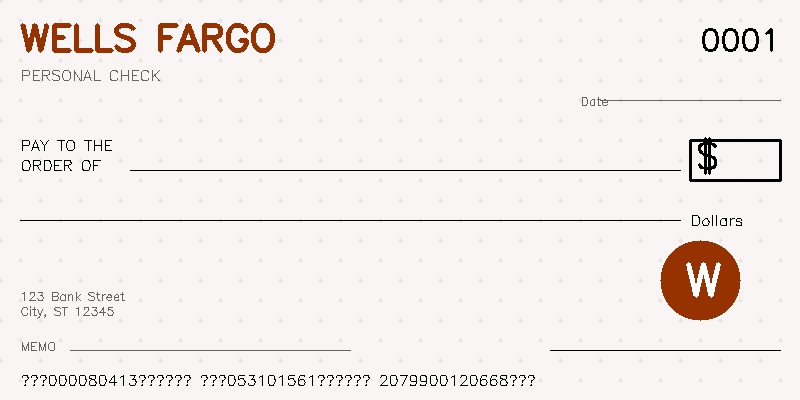 WELLS FARGO
0001
PERSONAL CHECK
Date
PAY TO THE
ORDER OF
$
Dollars
W
123 Bank Street
City, ST 12345
MEMO
???000080413?????? ???053101561?????? 2079900120668???